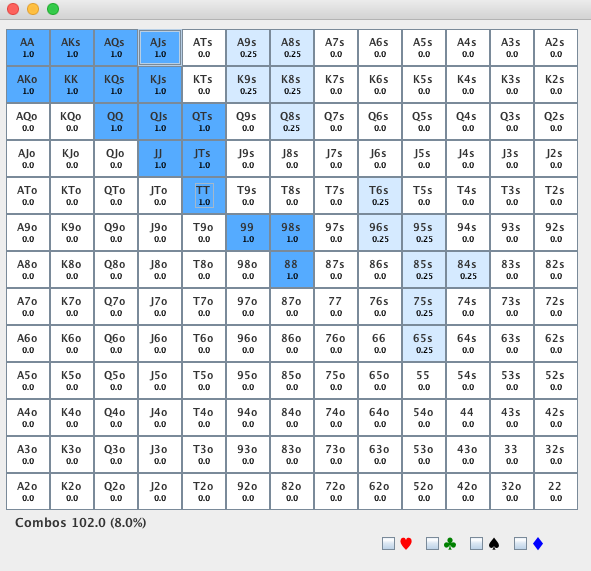 AA AKs AQs AJs ATs A9s A8s A7s A6s A5s A4s A3s A2s
1.0 1.0 1.0 1.0 0.0 0.25 0.25 0.0 0.0 0.0 0.0 0.0 0.0
AKo KK KQs KJs KTs K9s K8s K7s K6s K5s K4s K3s K2s
1.0 1.0 1.0 1.0 0.0 0.25 0.25 0.0 0.0 0.0 0.0 0.0 0.0
AQo KQo QQ QJs QTs Q9s Q8s Q7s Q6s Q5s Q4s Q3s Q2s
0.0 0.0 1.0 1.0 1.0 0.0 0.25 0.0 0.0 0.0 0.0 0.0 0.0
AJo KJo QJo JJ JTs J9s J8s J7s J6s J5s J4s J3s J2s
0.0 0.0 0.0 1.0 1.0 0.0 0.0 0.0 0.0 0.0 0.0 0.0 0.0
ATo KTo QTo JTo TT T9s T8s T7s T6s T5s T4s T3s T2s
0.0 0.0 0.0 0.0 1.0 0.0 0.0 0.0 0.25 0.0 0.0 0.0 0.0
A9o K9o Q9o J9o T9o 99 98s 97s 96s 95s 94s 93s 92s
0.0 0.0 0.0 0.0 0.0 1.0 1.0 0.0 0.25 0.25 0.0 0.0 0.0
A8o K8o Q8o J8o T8o 98o 88 87s 86s 85s 84s 83s 82s
0.0 0.0 0.0 0.0 0.0 0.0 1.0 0.0 0.0 0.25 0.25 0.0 0.0
A7o K7o Q7o J7o T7o 97o 87o 77 76s 75s 74s 73s 72s
0.0 0.0 0.0 0.0 0.0 0.0 0.0 0.0 0.0 0.25 0.0 0.0 0.0
A6o K6o Q6o J6o T6o 96o 86o 76o 66 65s 64s 63s 62s
0.0 0.0 0.0 0.0 0.0 0.0 0.0 0.0 0.0 0.25 0.0 0.0 0.0
A5o K5o Q5o J5o T5o 95o 85o 75o 65o 55 54s 53s 52s
0.0 0.0 0.0 0.0 0.0 0.0 0.0 0.0 0.0 0.0 0.0 0.0 0.0
A4o K4o Q4o J4o T4o 94o 84o 74o 64o 54o 44 43s 42s
0.0 0.0 0.0 0.0 0.0 0.0 0.0 0.0 0.0 0.0 0.0 0.0 0.0
A3o K3o Q3o J3o T3o 93o 83o 73o 63o 53o 43o 33 32s
0.0 0.0 0.0 0.0 0.0 0.0 0.0 0.0 0.0 0.0 0.0 0.0 0.0
A2o K2o Q2o J2o T2o 92o 82o 72o 62o 52o 42o 32o 22
0.0 0.0 0.0 0.0 0.0 0.0 0.0 0.0 0.0 0.0 0.0 0.0 0.0
Combos 102.0 (8.0%)
♥ ♣ ♠ ♦